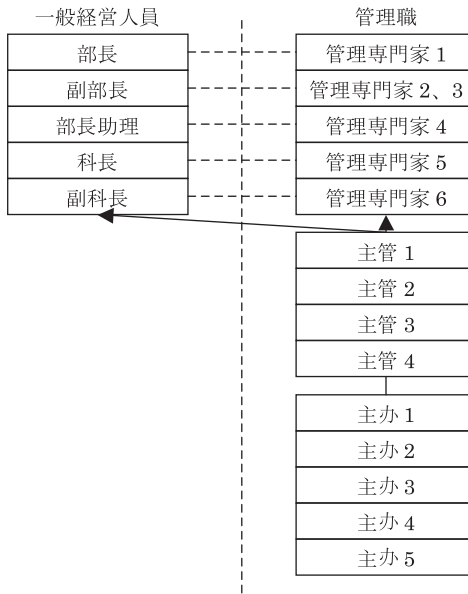 一般経営人員
部長
副部長
部長助理
科長
副科長
管理職
管理専門家 1
管理専門家 2、3
管理専門家 4
管理専門家 5
管理専門家 6
主管 1
主管 2
主管 3
主管 4
主办 1
主办 2
主办 3
主办 4
主办 5